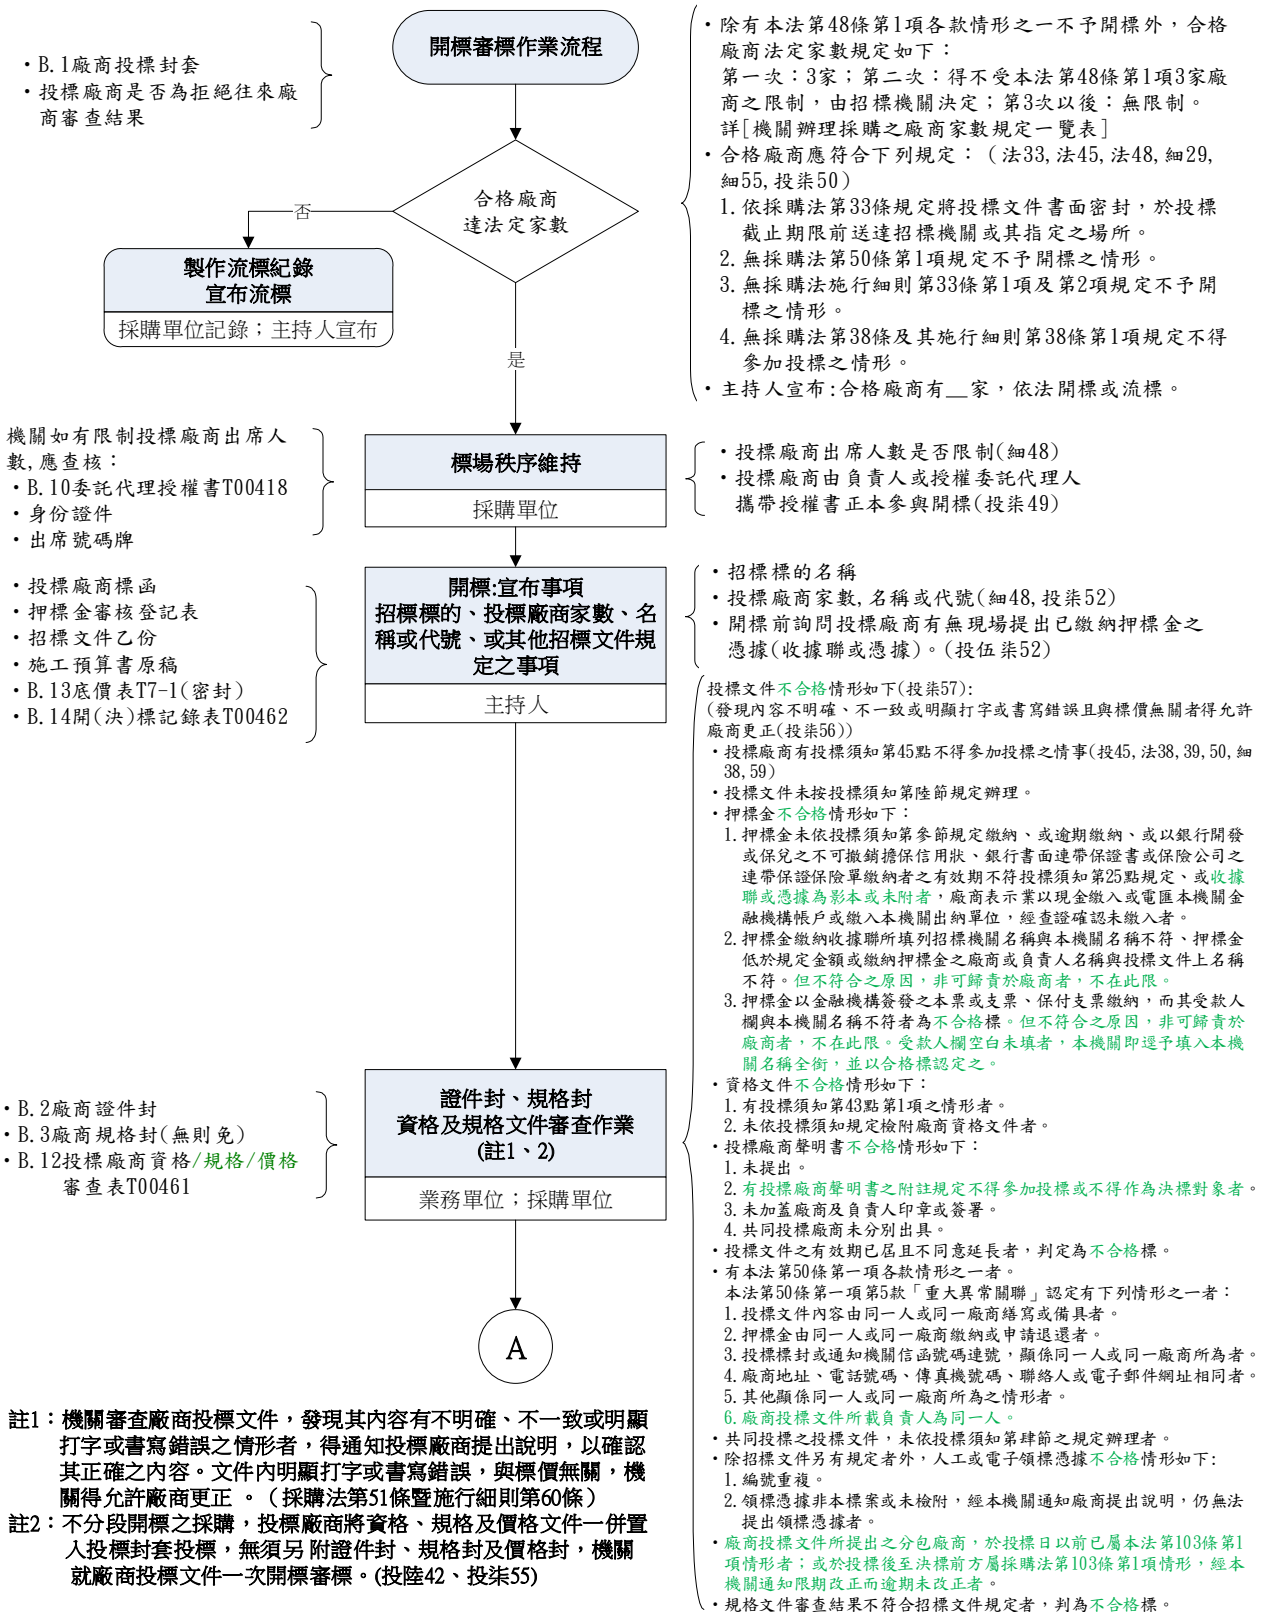 開標審標作業流程
・B.1廠商投標封套
・投標廠商是否為拒絕往來廠
商審查結果
・除有本法第48條第1項各款情形之一不予開標外，合格
廠商法定家數規定如下：
第一次：3家；第二次：得不受本法第48條第1項3家廠
商之限制，由招標機關決定；第3次以後：無限制。
詳[機關辦理採購之廠商家數規定一覽表]
・合格廠商應符合下列規定：（法33,法45,法48,細29,
細55,投柒50）
1.依採購法第33條規定將投標文件書面密封，於投標
截止期限前送達招標機關或其指定之場所。
2.無採購法第50條第1項規定不予開標之情形。
3.無採購法施行細則第33條第1項及第2項規定不予開
標之情形。
4.無採購法第38條及其施行細則第38條第1項規定不得
參加投標之情形。
・主持人宣布:合格廠商有__家，依法開標或流標。
合格廠商
達法定家數
否
製作流標紀錄
宣布流標
採購單位記錄；主持人宣布
是
機關如有限制投標廠商出席人
數,應查核：
・B.10委託代理授權書T00418
・身份證件
・出席號碼牌
標場秩序維持
採購單位
・投標廠商出席人數是否限制(細48)
・投標廠商由負責人或授權委託代理人
攜帶授權書正本參與開標(投柒49)
・投標廠商標函
・押標金審核登記表
・招標文件乙份
・施工預算書原稿
・B.13底價表T7-1(密封)
・B.14開(決)標記錄表T00462
開標:宣布事項
招標標的、投標廠商家數、名
稱或代號、或其他招標文件規
定之事項
主持人
・招標標的名稱
・投標廠商家數,名稱或代號(細48,投柒52)
・開標前詢問投標廠商有無現場提出已繳納押標金之
憑據(收據聯或憑據)。(投伍柒52)
投標文件不合格情形如下(投柒57):
(發現內容不明確、不一致或明顯打字或書寫錯誤且與標價無關者得允許
廠商更正(投柒56))
・投標廠商有投標須知第45點不得參加投標之情事(投45,法38,39,50,細
38,59)
・投標文件未按投標須知第陸節規定辦理。
・押標金不合格情形如下：
1.押標金未依投標須知第參節規定繳納、或逾期繳納、或以銀行開發
或保兌之不可撤銷擔保信用狀、銀行書面連帶保證書或保險公司之
連帶保證保險單繳納者之有效期不符投標須知第25點規定、或收據
聯或憑據為影本或未附者，廠商表示業以現金繳入或電匯本機關金
融機構帳戶或繳入本機關出納單位，經查證確認未繳入者。
2.押標金繳納收據聯所填列招標機關名稱與本機關名稱不符、押標金
低於規定金額或繳納押標金之廠商或負責人名稱與投標文件上名稱
不符。但不符合之原因，非可歸責於廠商者，不在此限。
3.押標金以金融機構簽發之本票或支票、保付支票繳納，而其受款人
欄與本機關名稱不符者為不合格標。但不符合之原因，非可歸責於
廠商者，不在此限。受款人欄空白未填者，本機關即逕予填入本機
關名稱全銜，並以合格標認定之。
・資格文件不合格情形如下：
1.有投標須知第43點第1項之情形者。
2.未依投標須知規定檢附廠商資格文件者。
・投標廠商聲明書不合格情形如下：
1.未提出。
2.有投標廠商聲明書之附註規定不得參加投標或不得作為決標對象者。
3.未加蓋廠商及負責人印章或簽署。
4.共同投標廠商未分別出具。
・投標文件之有效期已屆且不同意延長者，判定為不合格標。
・有本法第50條第一項各款情形之一者。
本法第50條第一項第5款「重大異常關聯」認定有下列情形之一者：
1.投標文件內容由同一人或同一廠商繕寫或備具者。
2.押標金由同一人或同一廠商繳納或申請退還者。
3.投標標封或通知機關信函號碼連號，顯係同一人或同一廠商所為者。
4.廠商地址、電話號碼、傳真機號碼、聯絡人或電子郵件網址相同者。
5.其他顯係同一人或同一廠商所為之情形者。
6.廠商投標文件所載負責人為同一人。
・共同投標之投標文件，未依投標須知第肆節之規定辦理者。
・除招標文件另有規定者外，人工或電子領標憑據不合格情形如下:
1.編號重複。
2.領標憑據非本標案或未檢附，經本機關通知廠商提出說明，仍無法
提出領標憑據者。
・廠商投標文件所提出之分包廠商，於投標日以前已屬本法第103條第1
項情形者；或於投標後至決標前方屬採購法第103條第1項情形，經本
機關通知限期改正而逾期未改正者。
・規格文件審查結果不符合招標文件規定者，判為不合格標。
・B.2廠商證件封
・B.3廠商規格封(無則免)
・B.12投標廠商資格/規格/價格
審查表T00461
證件封、規格封
資格及規格文件審查作業
(註1、2)
業務單位；採購單位
A
註1：機關審查廠商投標文件，發現其內容有不明確、不一致或明顯
打字或書寫錯誤之情形者，得通知投標廠商提出說明，以確認
其正確之內容。文件內明顯打字或書寫錯誤，與標價無關，機
關得允許廠商更正 。（採購法第51條暨施行細則第60條）
註2：不分段開標之採購，投標廠商將資格、規格及價格文件一併置
入投標封套投標，無須另 附證件封、規格封及價格封，機關
就廠商投標文件一次開標審標。(投陸42、投柒55)